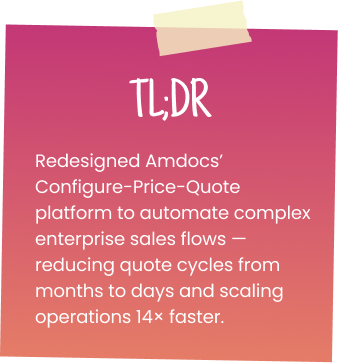 TL;DR
Redesigned Amdocs’
Configure-Price-Quote
platform to automate complex
enterprise sales flows —
reducing quote cycles from
months to days and scaling
operations 14× faster.